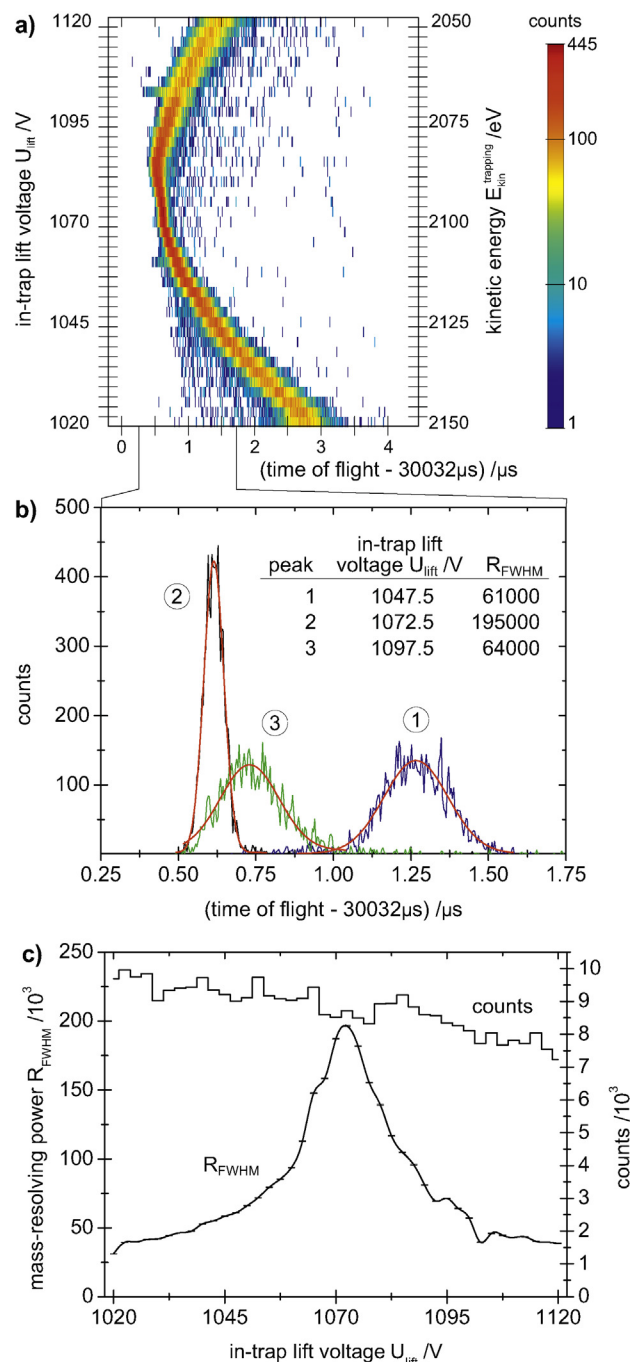 a)
counts
in-trap lift voltage U_lift /V
1120
1095
1070
1045
1020
2050
2075
2100
2125
2150
kinetic energy E_kin^trapping /eV
445
100
10
1
0 1 2 3 4
(time of flight - 30032µs) /µs
b)
counts
500
400
300
200
100
0
in-trap lift
peak voltage U_lift /V R_FWHM
1 1047.5 61000
2 1072.5 195000
3 1097.5 64000
2
3
1
0.25 0.50 0.75 1.00 1.25 1.50 1.75
(time of flight - 30032µs) /µs
c)
mass-resolving power R_FWHM /10³
250
200
150
100
50
0
counts
R_FWHM
10
9
8
7
6
5
4
3
2
1
0
counts /10³
1020 1045 1070 1095 1120
in-trap lift voltage U_lift /V